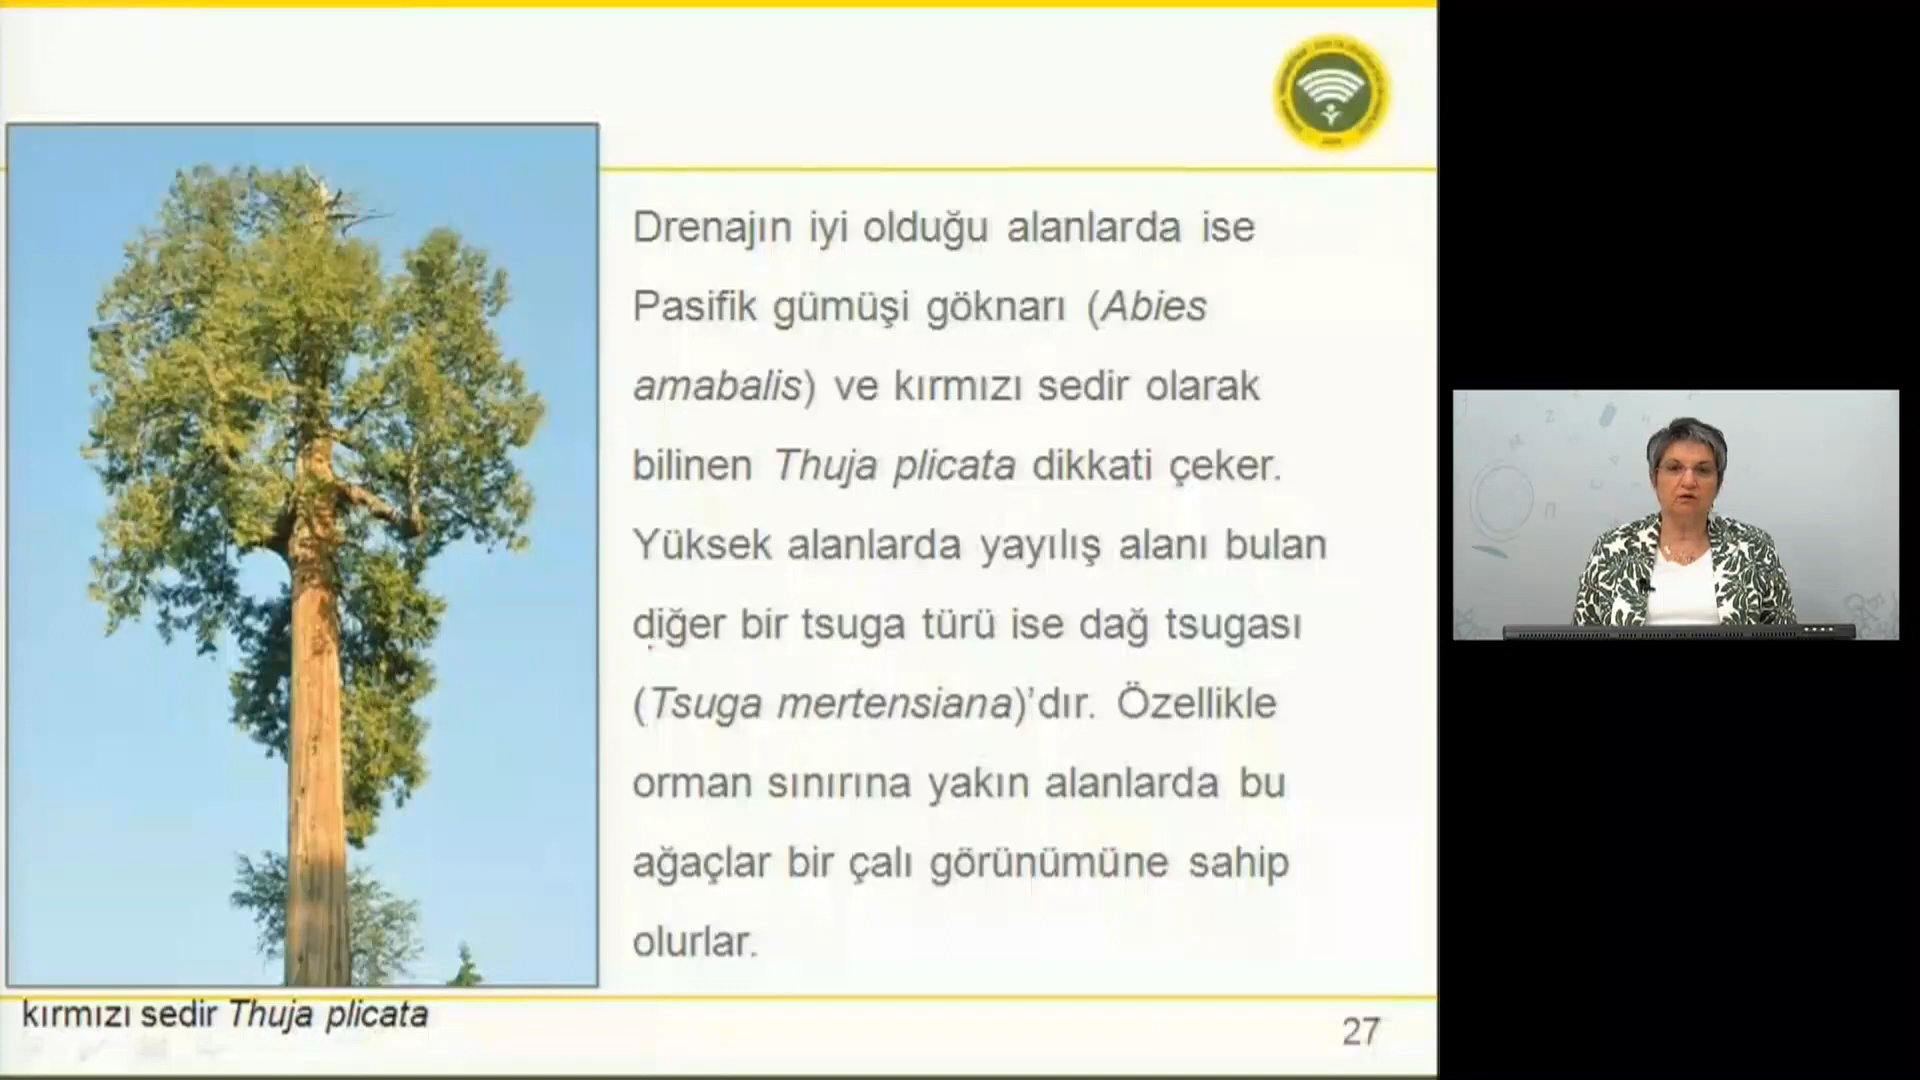 Drenajın iyi olduğu alanlarda ise
Pasifik gümüşi göknarı (Abies
amabalis) ve kırmızı sedir olarak
bilinen Thuja plicata dikkati çeker.
Yüksek alanlarda yayılış alanı bulan
diğer bir tsuga türü ise dağ tsugası
(Tsuga mertensiana)'dır. Özellikle
orman sınırına yakın alanlarda bu
ağaçlar bir çalı görünümüne sahip
olurlar.
kırmızı sedir Thuja plicata
27